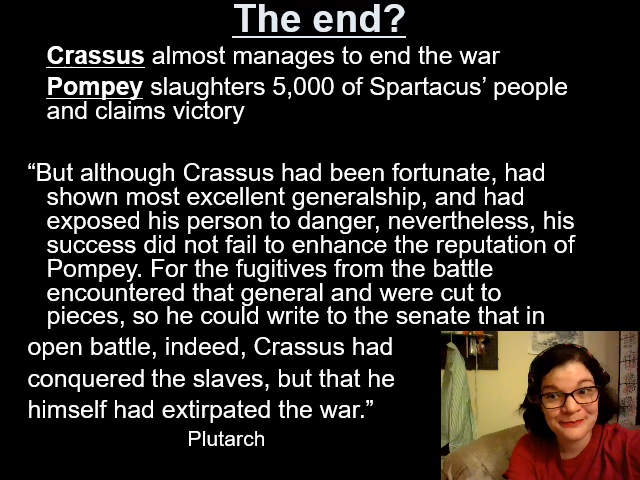 The end?
Crassus almost manages to end the war
Pompey slaughters 5,000 of Spartacus’ people
and claims victory
“But although Crassus had been fortunate, had
shown most excellent generalship, and had
exposed his person to danger, nevertheless, his
success did not fail to enhance the reputation of
Pompey. For the fugitives from the battle
encountered that general and were cut to
pieces, so he could write to the senate that in
open battle, indeed, Crassus had
conquered the slaves, but that he
himself had extirpated the war.”
Plutarch